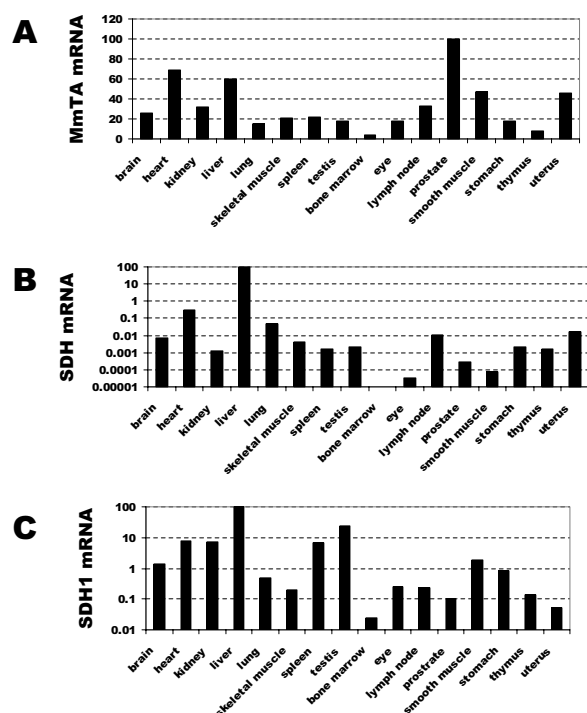 A
MmTA mRNA
120
100
80
60
40
20
0
brain
heart
kidney
liver
lung
skeletal muscle
spleen
testis
bone marrow
eye
lymph node
prostate
smooth muscle
stomach
thymus
uterus
B
SDH mRNA
100
10
1
0.1
0.01
0.001
0.0001
0.00001
brain
heart
kidney
liver
lung
skeletal muscle
spleen
testis
bone marrow
eye
lymph node
prostate
smooth muscle
stomach
thymus
uterus
C
SDH1 mRNA
100
10
1
0.1
0.01
brain
heart
kidney
liver
lung
skeletal muscle
spleen
testis
bone marrow
eye
lymph node
prostrate
smooth muscle
stomach
thymus
uterus